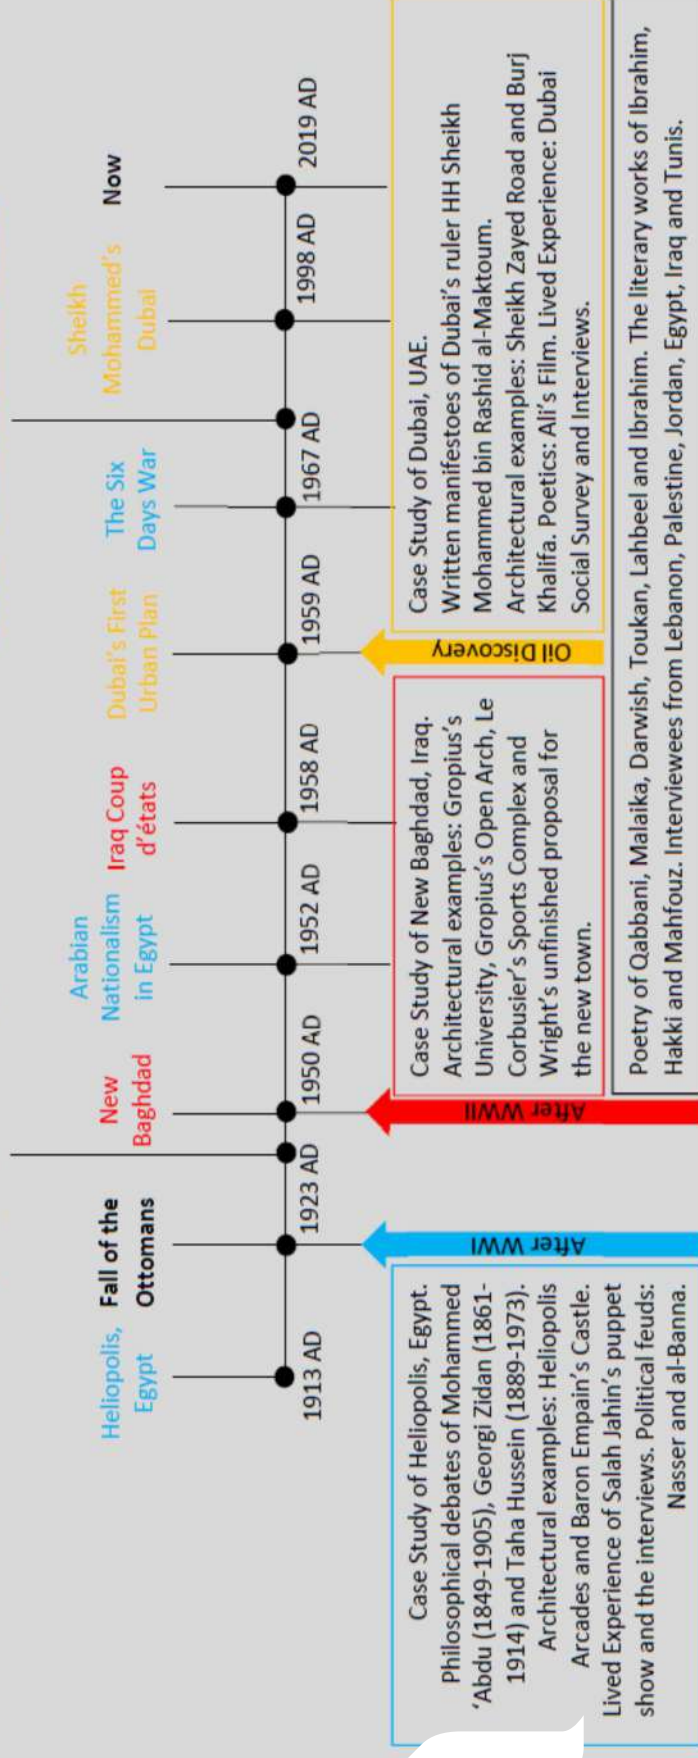 Heliopolis,
Egypt
Fall of the
Ottomans
New
Baghdad
Arabian
Nationalism
in Egypt
Iraq Coup
d'états
Dubai's First
Urban Plan
The Six
Days War
Sheikh
Mohammed's
Dubai
Now
1913 AD
1923 AD
1950 AD
1952 AD
1958 AD
1959 AD
1967 AD
1998 AD
2019 AD
Case Study of Heliopolis, Egypt.
Philosophical debates of Mohammed
'Abdu (1849-1905), Georgi Zidan (1861-
1914) and Taha Hussein (1889-1973).
Architectural examples: Heliopolis
Arcades and Baron Empain's Castle.
Lived Experience of Salah Jahin's puppet
show and the interviews. Political feuds:
Nasser and al-Banna.
After WWI
After WWII
Case Study of New Baghdad, Iraq.
Architectural examples: Gropius's
University, Gropius's Open Arch, Le
Corbusier's Sports Complex and
Wright's unfinished proposal for
the new town.
Oil Discovery
Case Study of Dubai, UAE.
Written manifestoes of Dubai's ruler HH Sheikh
Mohammed bin Rashid al-Maktoum.
Architectural examples: Sheikh Zayed Road and Burj
Khalifa. Poetics: Ali's Film. Lived Experience: Dubai
Social Survey and Interviews.
Poetry of Qabbani, Malaika, Darwish, Toukan, Lahbeel and Ibrahim. The literary works of Ibrahim,
Hakki and Mahfouz. Interviewees from Lebanon, Palestine, Jordan, Egypt, Iraq and Tunis.